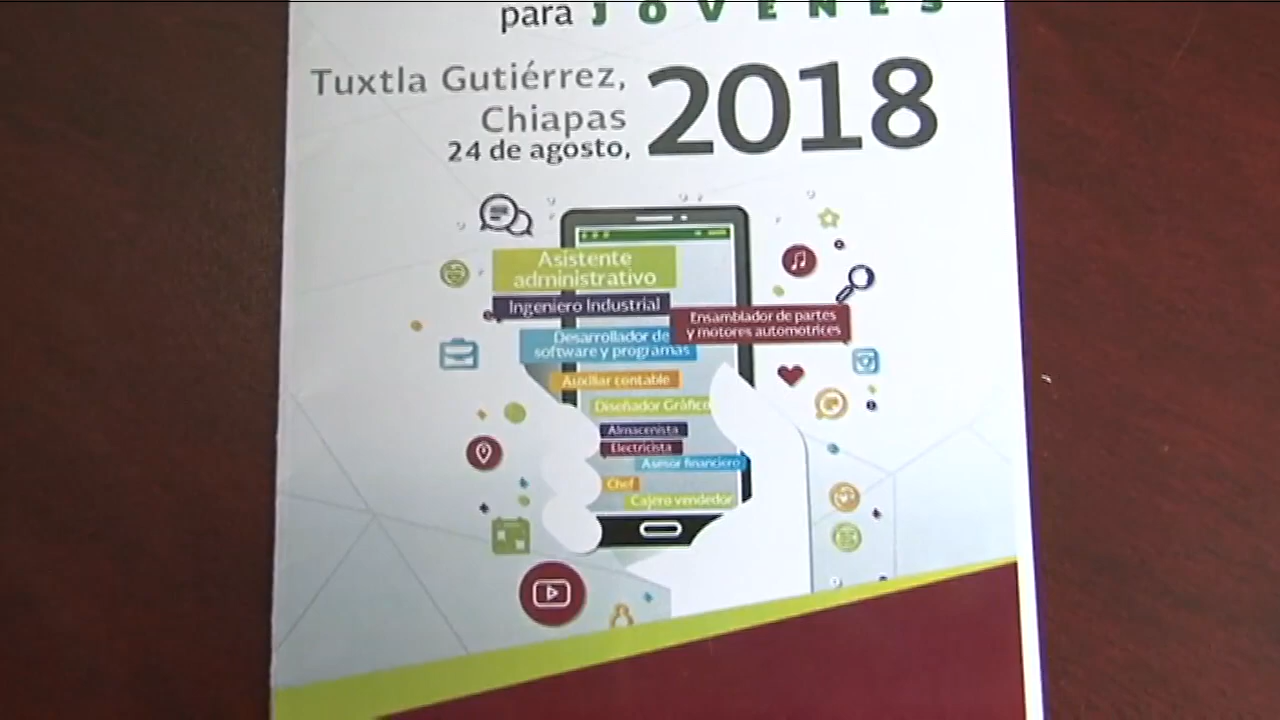 para JÓVENES
Tuxtla Gutiérrez,
Chiapas
24 de agosto,
2018
Asistente
administrativo
Ingeniero Industrial
Ensamblador de partes
y motores automotrices
Desarrollador de
software y programas
Auxiliar contable
Diseñador Gráfico
Almacenista
Electricista
Asesor financiero
Chef
Cajero vendedor